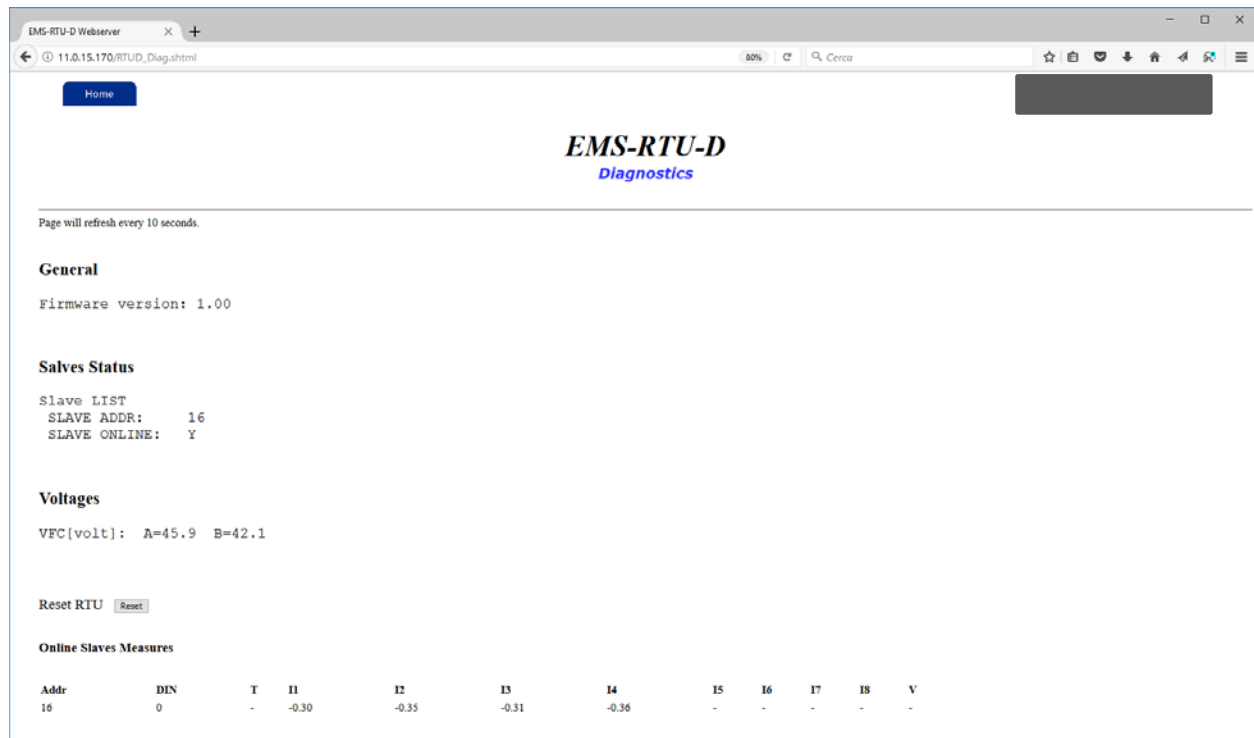 EMS-RTU-D Webserver
11.0.15.170/RTUD_Diag.shtml 80% Cerca
Home
EMS-RTU-D
Diagnostics
Page will refresh every 10 seconds.
General
Firmware version: 1.00
Salves Status
Slave LIST
SLAVE ADDR: 16
SLAVE ONLINE: Y
Voltages
VFC[volt]: A=45.9 B=42.1
Reset RTU Reset
Online Slaves Measures
Addr DIN T I1 I2 I3 I4 I5 I6 I7 I8 V
16 0 - -0.30 -0.35 -0.31 -0.36 - - - - -